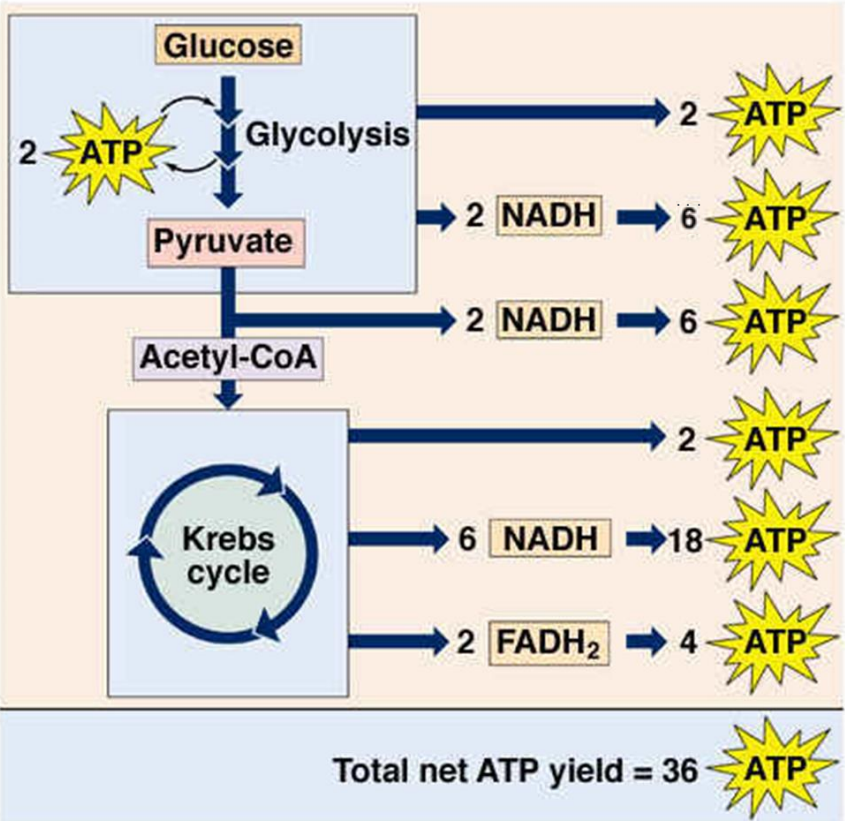 Glucose
2 ATP
Glycolysis
2 ATP
2 NADH 6 ATP
Pyruvate
2 NADH 6 ATP
Acetyl-CoA
2 ATP
Krebs
cycle
6 NADH 18 ATP
2 FADH₂ 4 ATP
Total net ATP yield = 36 ATP